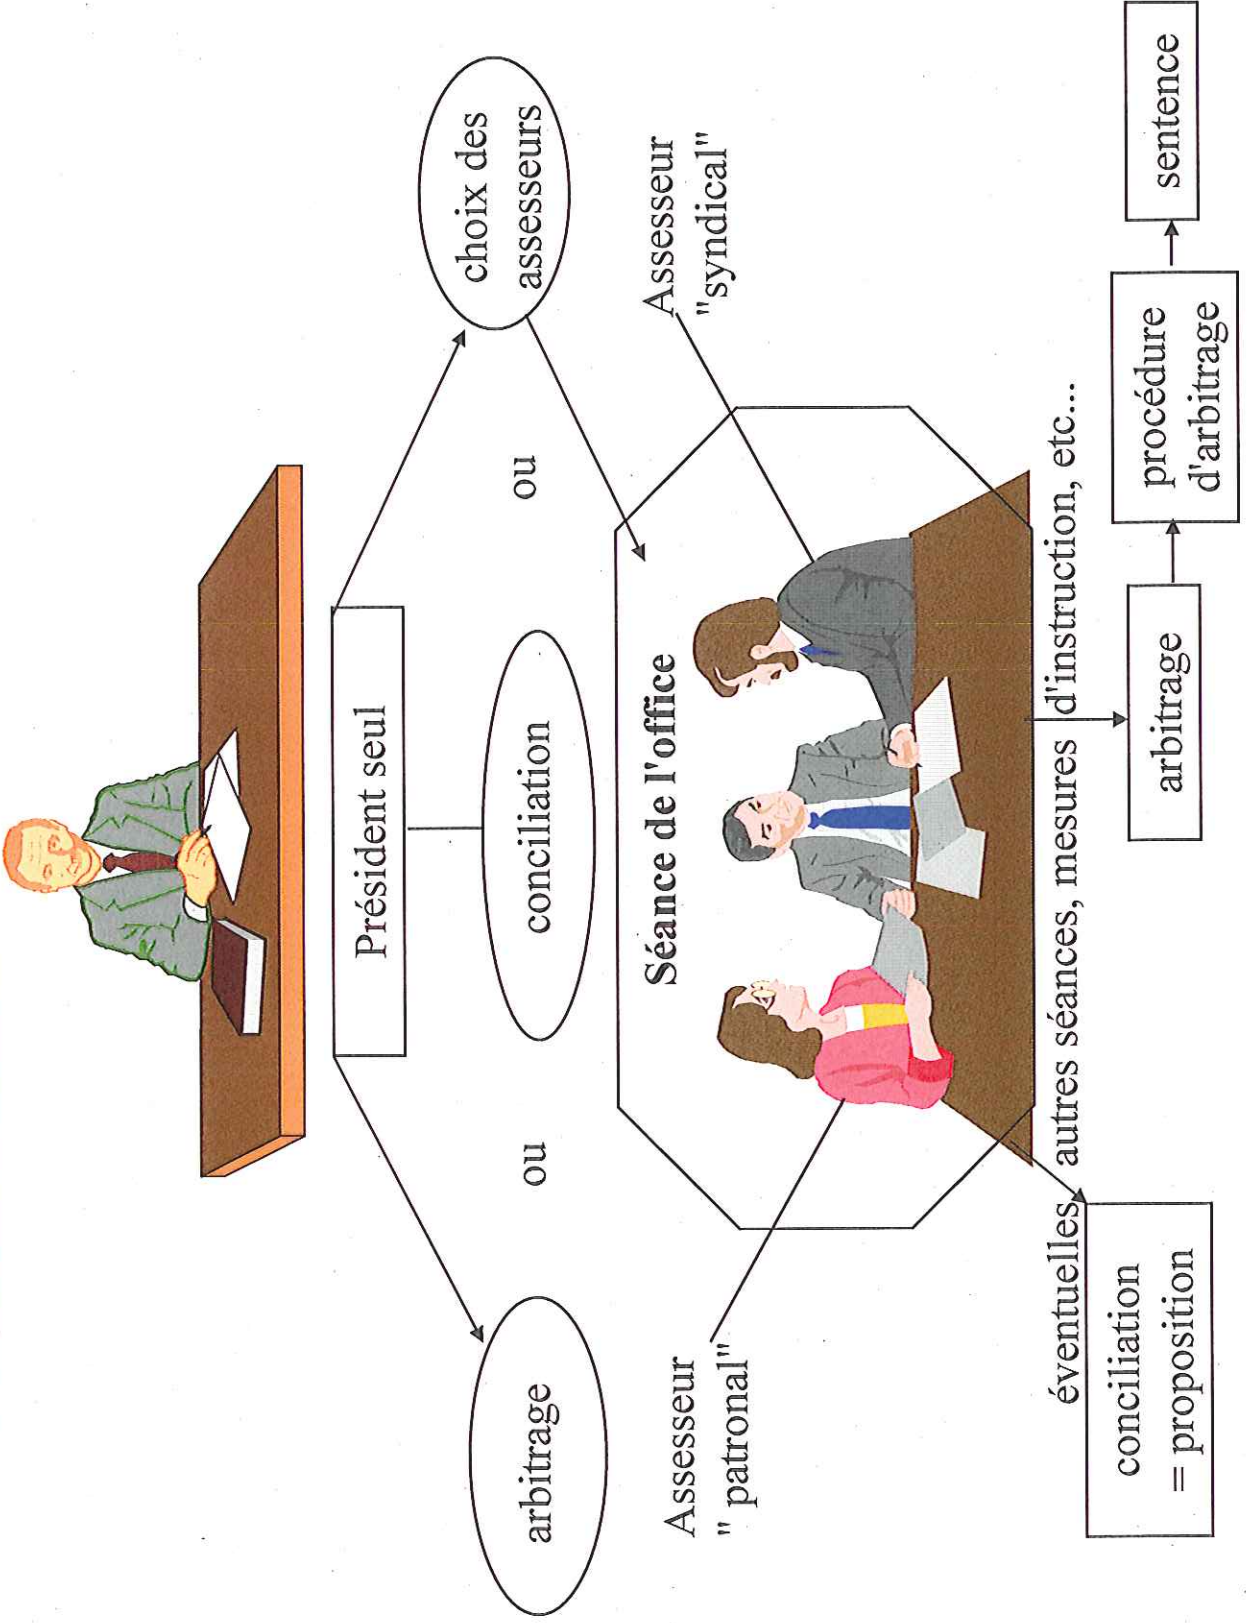 Président seul
arbitrage
ou
conciliation
ou
choix des
assesseurs
Assesseur
" patronal"
Séance de l'office
Assesseur
"syndical"
éventuelles autres séances, mesures d'instruction, etc...
conciliation
= proposition
arbitrage
procédure
d'arbitrage
sentence